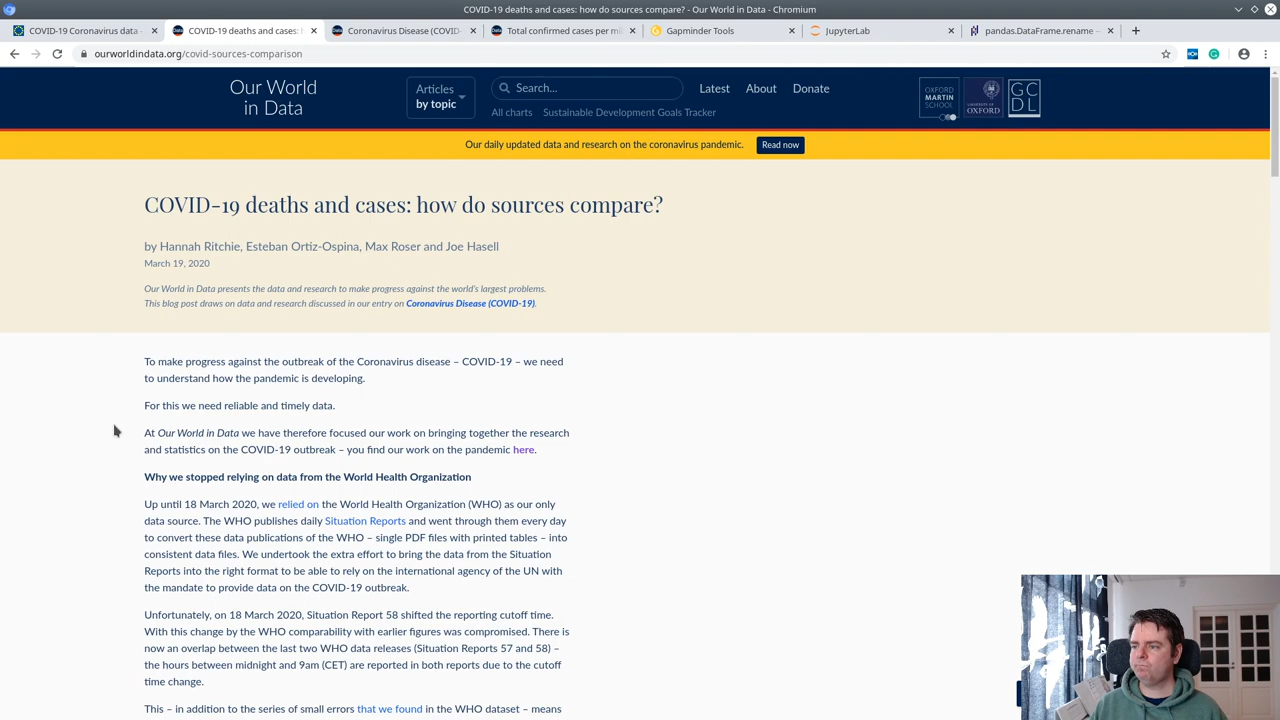 COVID-19 deaths and cases: how do sources compare? - Our World in Data - Chromium
COVID-19 Coronavirus data -
COVID-19 deaths and cases: h
Coronavirus Disease (COVID-
Total confirmed cases per mil
Gapminder Tools
JupyterLab
pandas.DataFrame.rename —
ourworldindata.org/covid-sources-comparison
Our World
in Data
Articles
by topic
Search...
Latest
About
Donate
All charts
Sustainable Development Goals Tracker
OXFORD
MARTIN
SCHOOL
UNIVERSITY OF
OXFORD
GC
DL
Our daily updated data and research on the coronavirus pandemic.
Read now
COVID-19 deaths and cases: how do sources compare?
by Hannah Ritchie, Esteban Ortiz-Ospina, Max Roser and Joe Hasell
March 19, 2020
Our World in Data presents the data and research to make progress against the world's largest problems.
This blog post draws on data and research discussed in our entry on Coronavirus Disease (COVID-19).
To make progress against the outbreak of the Coronavirus disease – COVID-19 – we need
to understand how the pandemic is developing.
For this we need reliable and timely data.
At Our World in Data we have therefore focused our work on bringing together the research
and statistics on the COVID-19 outbreak – you find our work on the pandemic here.
Why we stopped relying on data from the World Health Organization
Up until 18 March 2020, we relied on the World Health Organization (WHO) as our only
data source. The WHO publishes daily Situation Reports and went through them every day
to convert these data publications of the WHO – single PDF files with printed tables – into
consistent data files. We undertook the extra effort to bring the data from the Situation
Reports into the right format to be able to rely on the international agency of the UN with
the mandate to provide data on the COVID-19 outbreak.
Unfortunately, on 18 March 2020, Situation Report 58 shifted the reporting cutoff time.
With this change by the WHO comparability with earlier figures was compromised. There is
now an overlap between the last two WHO data releases (Situation Reports 57 and 58) –
the hours between midnight and 9am (CET) are reported in both reports due to the cutoff
time change.
This – in addition to the series of small errors that we found in the WHO dataset – means